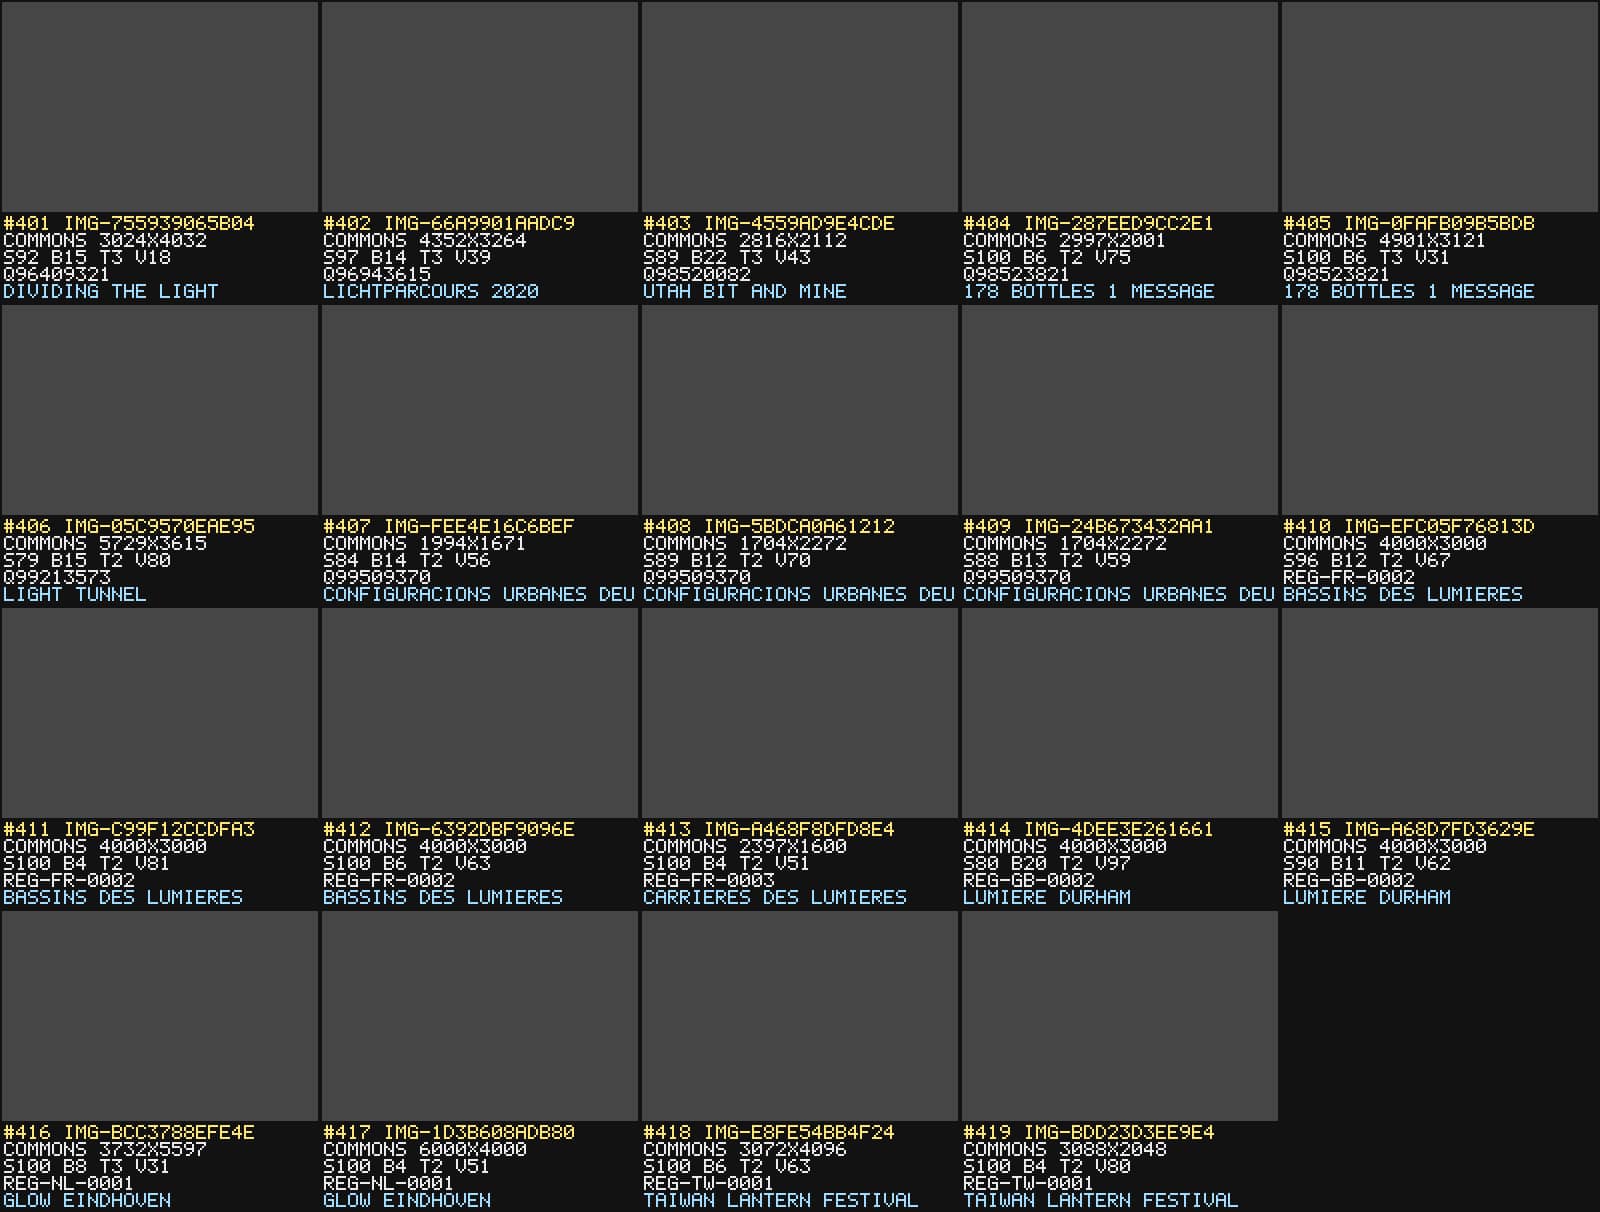 #401 IMG-755939065B04
COMMONS 3024X4032
S92 B15 T3 V18
Q96409321
DIVIDING THE LIGHT
#402 IMG-66A9901AADC9
COMMONS 4352X3264
S97 B14 T3 V39
Q96943615
LICHTPARCOURS 2020
#403 IMG-4559AD9E4CDE
COMMONS 2816X2112
S89 B22 T3 V43
Q98520082
UTAH BIT AND MINE
#404 IMG-287EED9CC2E1
COMMONS 2997X2001
S100 B6 T2 V75
Q98523821
178 BOTTLES 1 MESSAGE
#405 IMG-0FAFB09B5BDB
COMMONS 4901X3121
S100 B6 T3 V31
Q98523821
178 BOTTLES 1 MESSAGE
#406 IMG-05C9570EAE95
COMMONS 5729X3615
S79 B15 T2 V80
Q99213573
LIGHT TUNNEL
#407 IMG-FEE4E16C6BEF
COMMONS 1994X1671
S84 B14 T2 V56
Q99509370
CONFIGURACIONS URBANES DEU
#408 IMG-5BDCA0A61212
COMMONS 1704X2272
S89 B12 T2 V70
Q99509370
CONFIGURACIONS URBANES DEU
#409 IMG-24B673432AA1
COMMONS 1704X2272
S88 B13 T2 V59
Q99509370
CONFIGURACIONS URBANES DEU
#410 IMG-EFC05F76813D
COMMONS 4000X3000
S96 B12 T2 V67
REG-FR-0002
BASSINS DES LUMIERES
#411 IMG-C99F12CCDFA3
COMMONS 4000X3000
S100 B4 T2 V81
REG-FR-0002
BASSINS DES LUMIERES
#412 IMG-6392DBF9096E
COMMONS 4000X3000
S100 B6 T2 V63
REG-FR-0002
BASSINS DES LUMIERES
#413 IMG-A468F8DFD8E4
COMMONS 2397X1600
S100 B4 T2 V51
REG-FR-0003
CARRIERES DES LUMIERES
#414 IMG-4DEE3E261661
COMMONS 4000X3000
S80 B20 T2 V97
REG-GB-0002
LUMIERE DURHAM
#415 IMG-A68D7FD3629E
COMMONS 4000X3000
S90 B11 T2 V62
REG-GB-0002
LUMIERE DURHAM
#416 IMG-BCC3788EFE4E
COMMONS 3732X5597
S100 B8 T3 V31
REG-NL-0001
GLOW EINDHOVEN
#417 IMG-1D3B608ADB80
COMMONS 6000X4000
S100 B4 T2 V51
REG-NL-0001
GLOW EINDHOVEN
#418 IMG-E8FE54BB4F24
COMMONS 3072X4096
S100 B6 T2 V63
REG-TW-0001
TAIWAN LANTERN FESTIVAL
#419 IMG-BDD23D3EE9E4
COMMONS 3088X2048
S100 B4 T2 V80
REG-TW-0001
TAIWAN LANTERN FESTIVAL